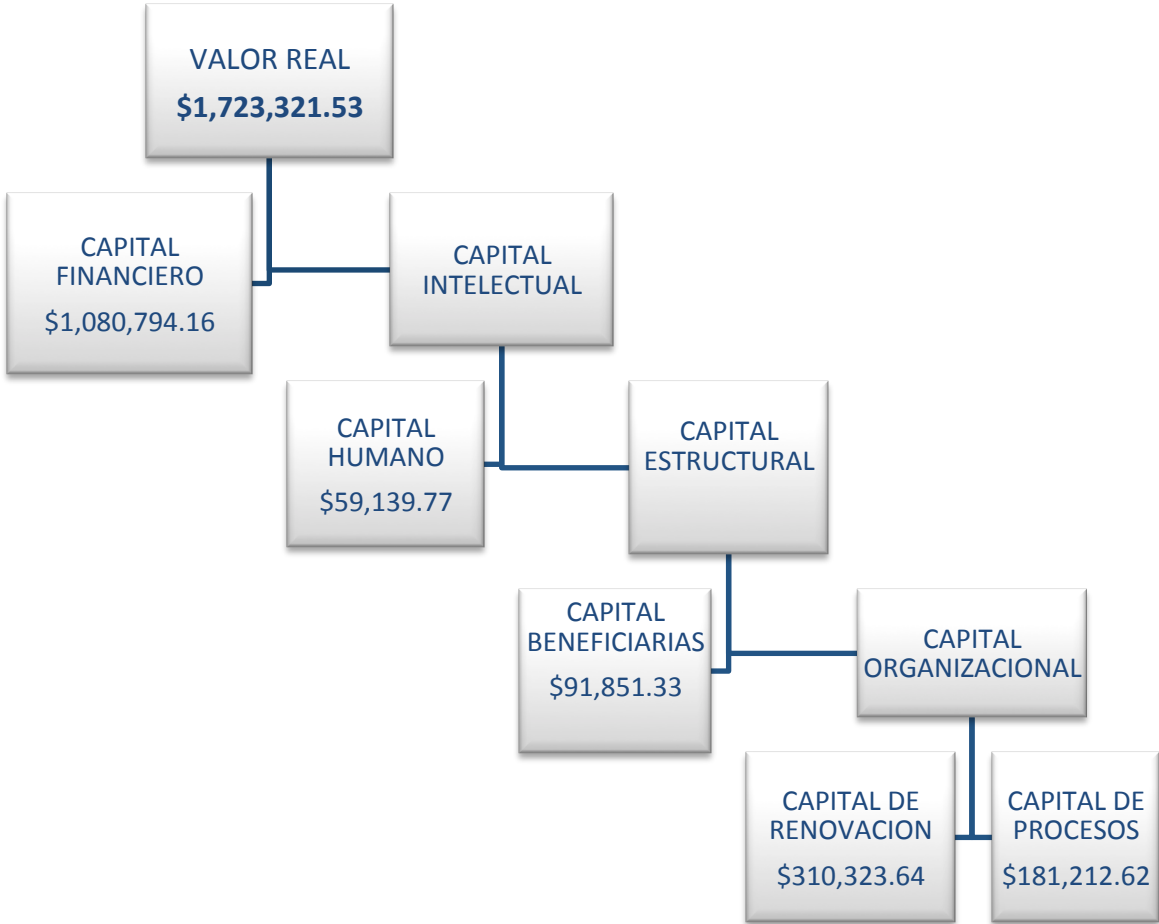 VALOR REAL
$1,723,321.53
CAPITAL
FINANCIERO
$1,080,794.16
CAPITAL
INTELECTUAL
CAPITAL
HUMANO
$59,139.77
CAPITAL
ESTRUCTURAL
CAPITAL
BENEFICIARIAS
$91,851.33
CAPITAL
ORGANIZACIONAL
CAPITAL DE
RENOVACION
$310,323.64
CAPITAL DE
PROCESOS
$181,212.62